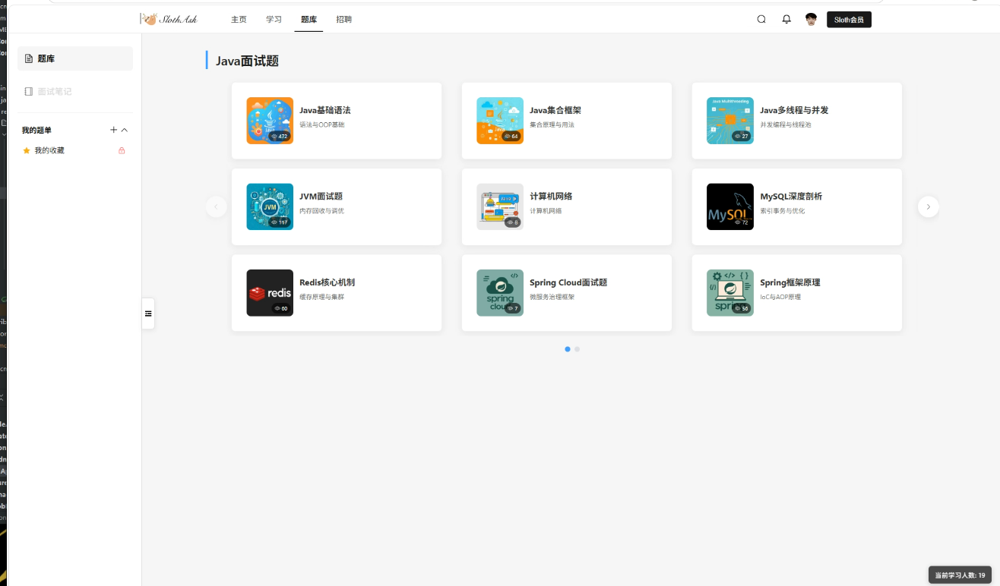 SlothAsk
主页
学习
题库
招聘
Sloth会员
题库
面试笔记
我的题单
我的收藏
Java面试题
472
Java基础语法
语法与OOP基础
64
Java集合框架
集合原理与用法
Java Multithreading
27
Java多线程与并发
并发编程与线程池
JVM
117
JVM面试题
内存回收与调优
Java
8
计算机网络
计算机网络
MySQL
72
MySQL深度剖析
索引事务与优化
redis
60
Redis核心机制
缓存原理与集群
spring
7
Spring Cloud面试题
微服务治理框架
56
Spring框架原理
IoC与AOP原理
当前学习人数: 19